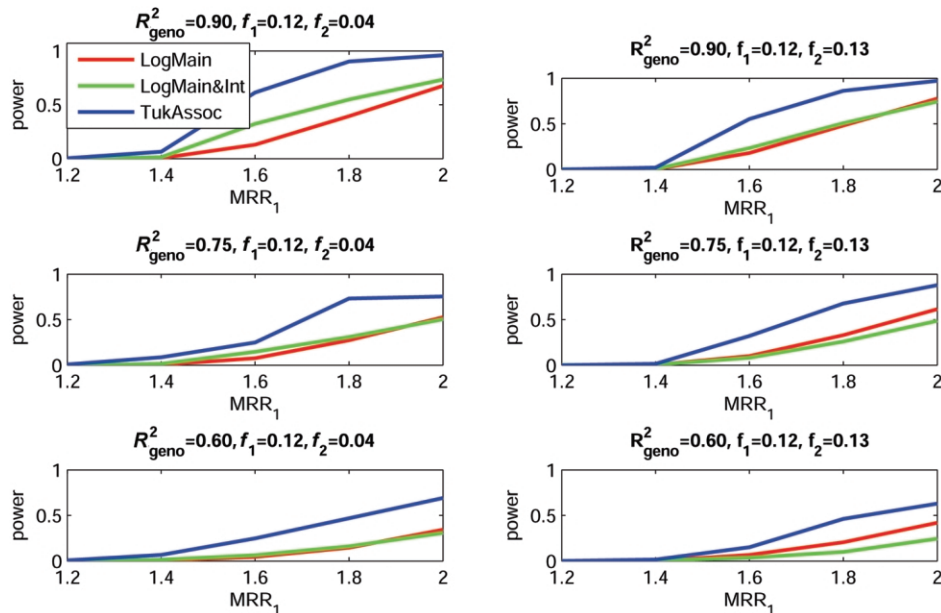 R²geno=0.90, f1=0.12, f2=0.04
1
0.5
0
power
LogMain
LogMain&Int
TukAssoc
1.2 1.4 1.6 1.8 2
MRR1
R²geno=0.90, f1=0.12, f2=0.13
1
0.5
0
power
1.2 1.4 1.6 1.8 2
MRR1
R²geno=0.75, f1=0.12, f2=0.04
1
0.5
0
power
1.2 1.4 1.6 1.8 2
MRR1
R²geno=0.75, f1=0.12, f2=0.13
1
0.5
0
power
1.2 1.4 1.6 1.8 2
MRR1
R²geno=0.60, f1=0.12, f2=0.04
1
0.5
0
power
1.2 1.4 1.6 1.8 2
MRR1
R²geno=0.60, f1=0.12, f2=0.13
1
0.5
0
power
1.2 1.4 1.6 1.8 2
MRR1